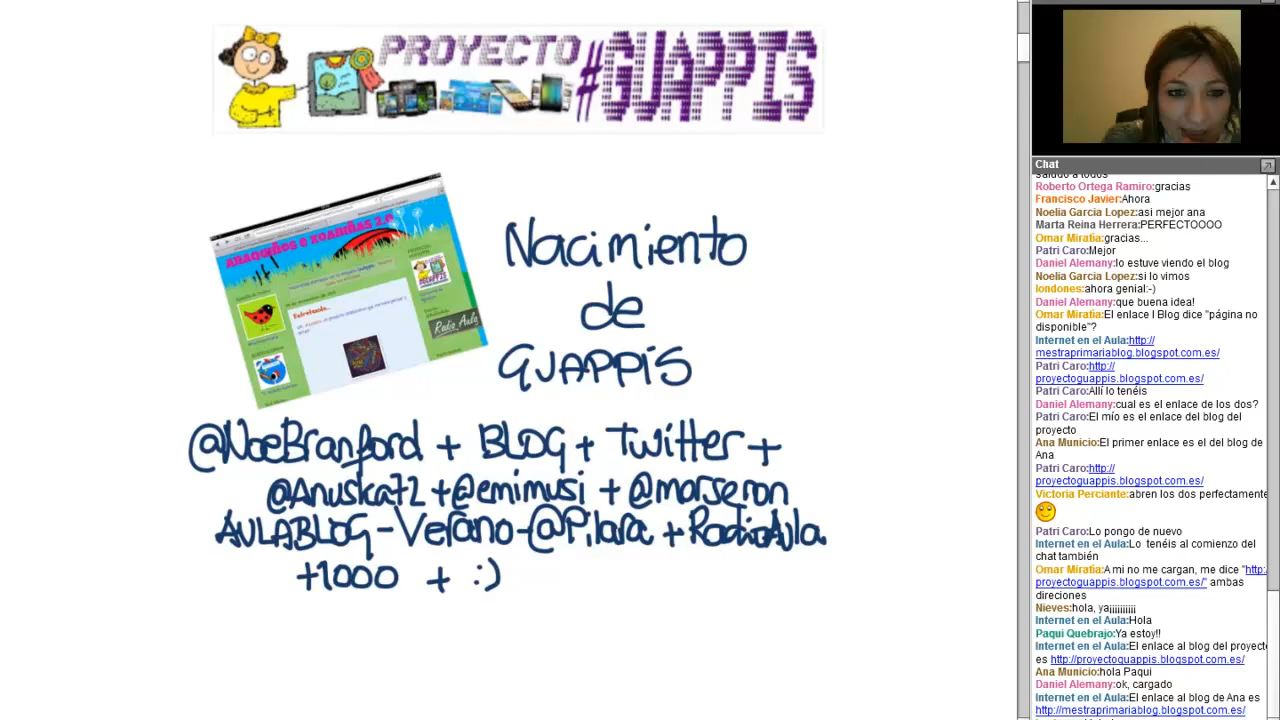 PROYECTO
#GUAPPIS
ABAQUIÑOS E XOANIÑAS 2.0
Radio Aula
Nacimiento
de
GUAPPIS
@NoeBranford + BLOG + Twitter +
@Anuska72 + @emimusi + @morseron
AULABLOG - Verano - @Pilara + RadioAula
+1000 + :)
Chat
saludo a todos
Roberto Ortega Ramiro:gracias
Francisco Javier:Ahora
Noelia Garcia Lopez:asi mejor ana
Marta Reina Herrera:PERFECTOOOO
Omar Miratía:gracias...
Patri Caro:Mejor
Daniel Alemany:lo estuve viendo el blog
Noelia Garcia Lopez:si lo vimos
londones:ahora genial:-)
Daniel Alemany:que buena idea!
Omar Miratía:El enlace l Blog dice "página no
disponible"?
Internet en el Aula:http://
mestraprimariablog.blogspot.com.es/
Patri Caro:http://
proyectoguappis.blogspot.com.es/
Patri Caro:Allí lo tenéis
Daniel Alemany:cual es el enlace de los dos?
Patri Caro:El mío es el enlace del blog del
proyecto
Ana Municio:El primer enlace es el del blog de
Ana
Patri Caro:http://
proyectoguappis.blogspot.com.es/
Victoria Perciante:abren los dos perfectamente
Patri Caro:Lo pongo de nuevo
Internet en el Aula:Lo tenéis al comienzo del
chat también
Omar Miratía:A mi no me cargan, me dice "http:
proyectoguappis.blogspot.com.es/" ambas
direciones
Nieves:hola, ya¡¡¡¡¡¡¡¡¡¡
Internet en el Aula:Hola
Paqui Quebrajo:Ya estoy!!
Internet en el Aula:El enlace al blog del proyecto
es http://proyectoguappis.blogspot.com.es/
Ana Municio:hola Paqui
Daniel Alemany:ok, cargado
Internet en el Aula:El enlace al blog de Ana es
http://mestraprimariablog.blogspot.com.es/